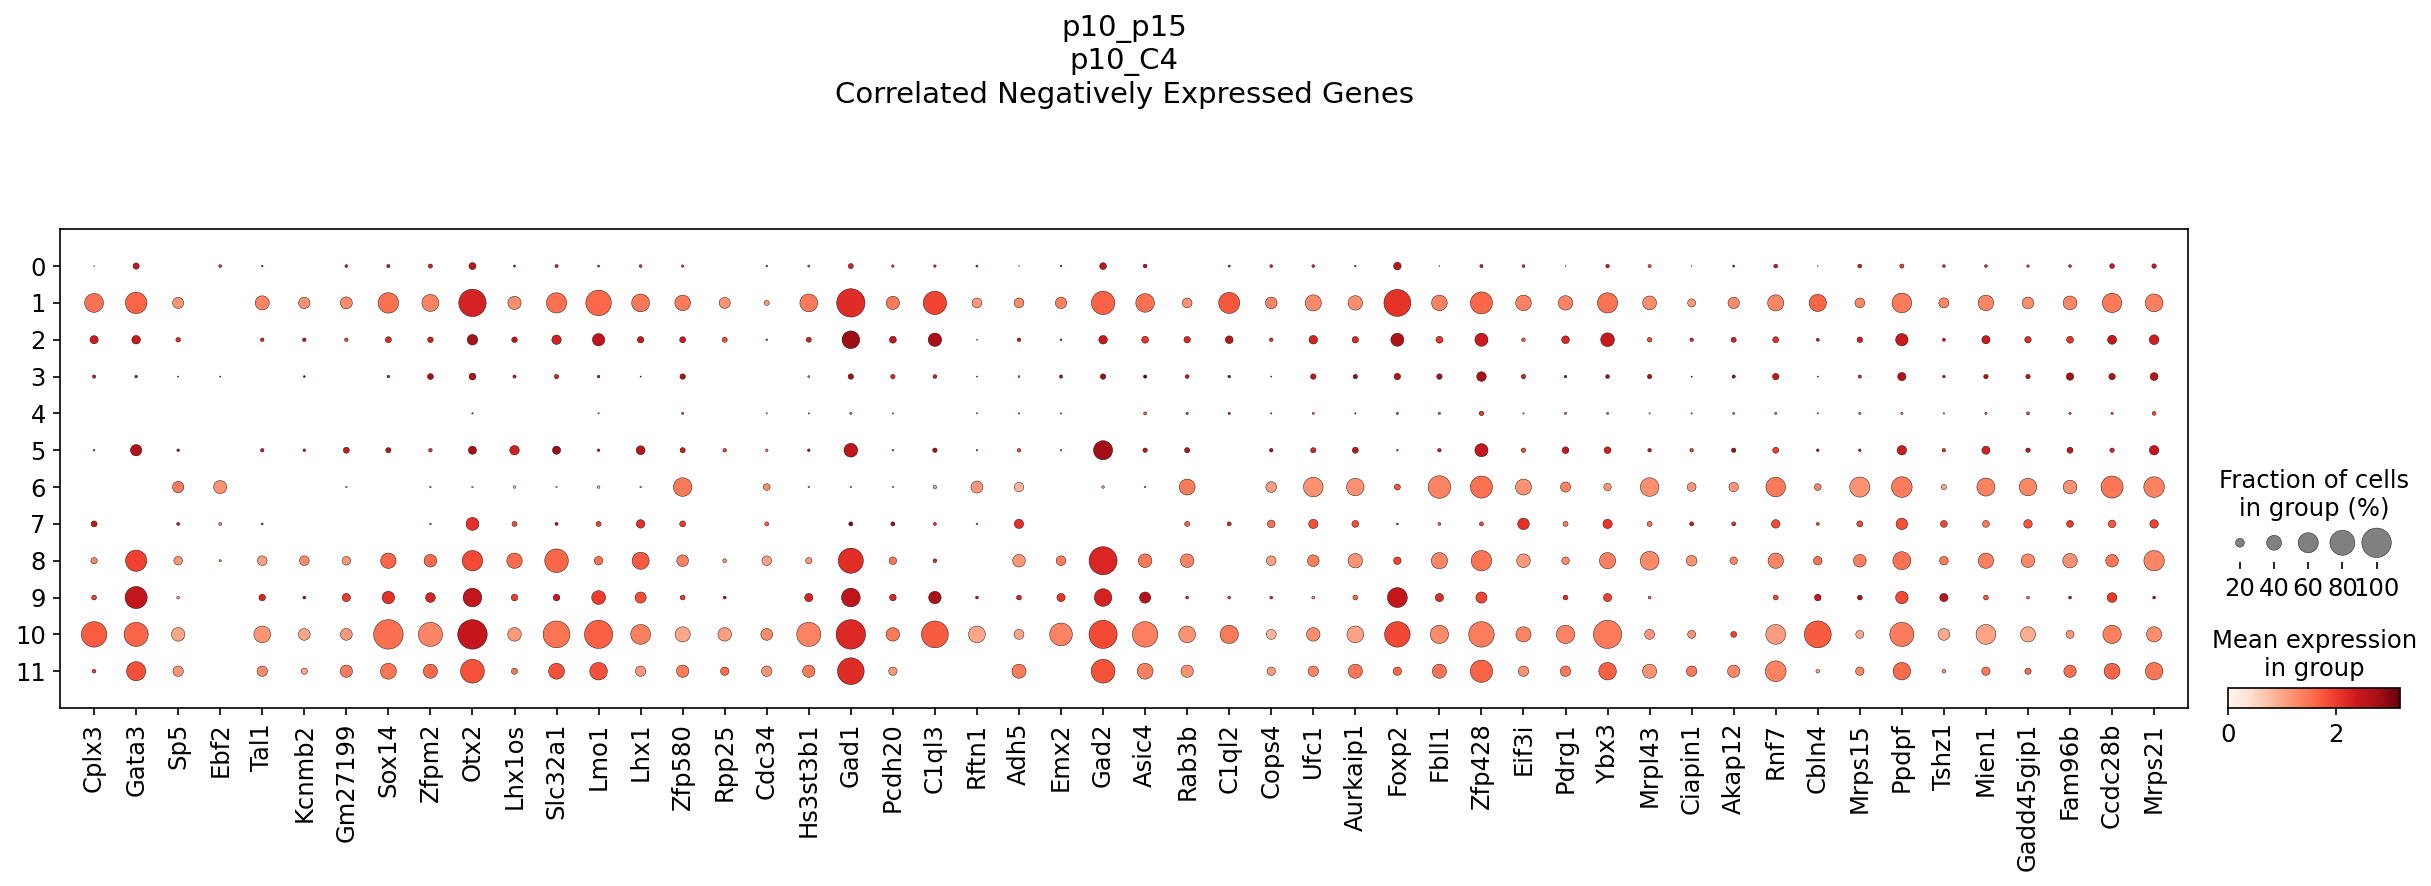 p10_p15
p10_C4
Correlated Negatively Expressed Genes
0
1
2
3
4
5
6
7
8
9
10
11
Cplx3
Gata3
Sp5
Ebf2
Tal1
Kcnmb2
Gm27199
Sox14
Zfpm2
Otx2
Lhx1os
Slc32a1
Lmo1
Lhx1
Zfp580
Rpp25
Cdc34
Hs3st3b1
Gad1
Pcdh20
C1ql3
Rftn1
Adh5
Emx2
Gad2
Asic4
Rab3b
C1ql2
Cops4
Ufc1
Aurkaip1
Foxp2
Fbll1
Zfp428
Eif3i
Pdrg1
Ybx3
Mrpl43
Ciapin1
Akap12
Rnf7
Cbln4
Mrps15
Ppdpf
Tshz1
Mien1
Gadd45gip1
Fam96b
Ccdc28b
Mrps21
Fraction of cells
in group (%)
20 40 60 80 100
Mean expression
in group
0 2